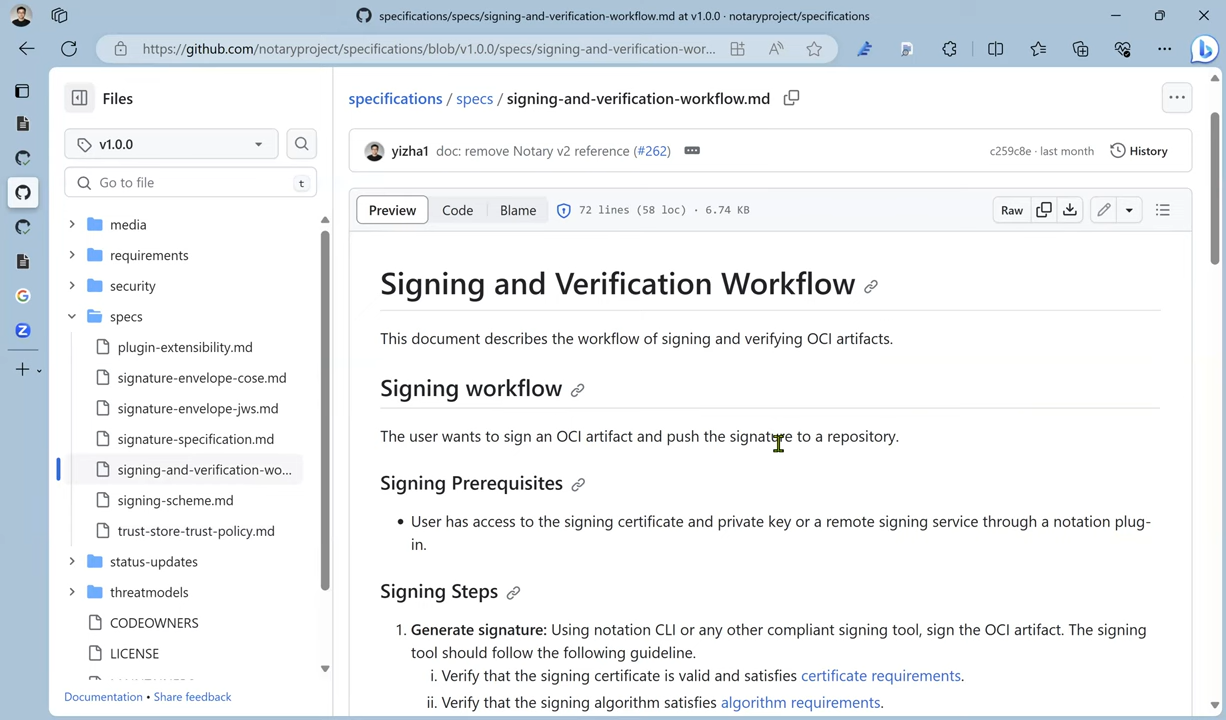 specifications/specs/signing-and-verification-workflow.md at v1.0.0 · notaryproject/specifications
https://github.com/notaryproject/specifications/blob/v1.0.0/specs/signing-and-verification-wor...
Files
v1.0.0
Go to file
t
media
requirements
security
specs
plugin-extensibility.md
signature-envelope-cose.md
signature-envelope-jws.md
signature-specification.md
signing-and-verification-wo...
signing-scheme.md
trust-store-trust-policy.md
status-updates
threatmodels
CODEOWNERS
LICENSE
Documentation • Share feedback
specifications / specs / signing-and-verification-workflow.md
yizha1 doc: remove Notary v2 reference (#262)
c259c8e · last month
History
Preview
Code
Blame
72 lines (58 loc) · 6.74 KB
Raw
Signing and Verification Workflow
This document describes the workflow of signing and verifying OCI artifacts.
Signing workflow
The user wants to sign an OCI artifact and push the signature to a repository.
Signing Prerequisites
• User has access to the signing certificate and private key or a remote signing service through a notation plug-
in.
Signing Steps
1. Generate signature: Using notation CLI or any other compliant signing tool, sign the OCI artifact. The signing
tool should follow the following guideline.
i. Verify that the signing certificate is valid and satisfies certificate requirements.
ii. Verify that the signing algorithm satisfies algorithm requirements.